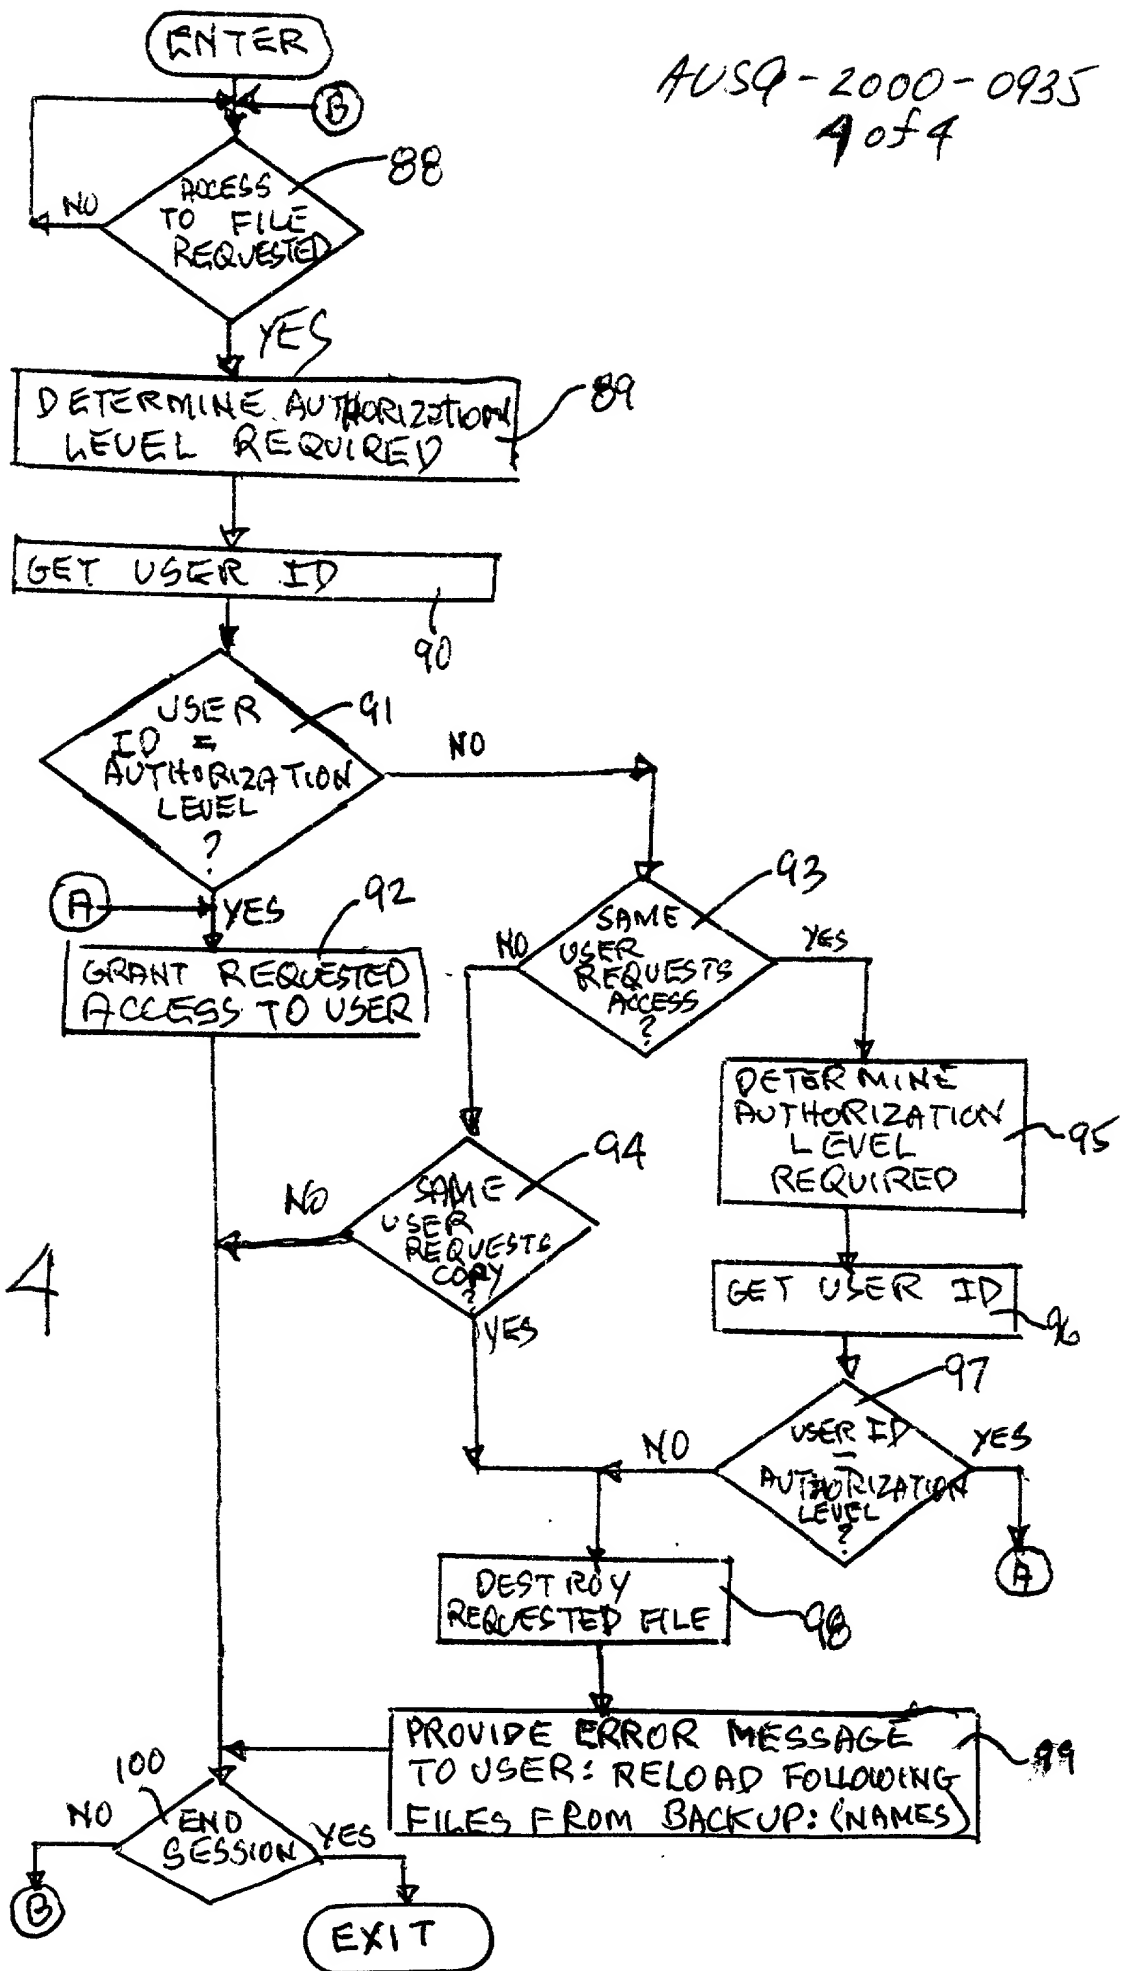 ENTER
AUS9-2000-0935
4 of 4
B
88
ACCESS
TO FILE
REQUESTED
NO
YES
DETERMINE AUTHORIZATION
LEVEL REQUIRED
89
GET USER ID
90
USER
ID =
AUTHORIZATION
LEVEL
?
91
NO
A
YES
92
GRANT REQUESTED
ACCESS TO USER
93
SAME
USER
REQUESTS
ACCESS
?
NO
YES
DETERMINE
AUTHORIZATION
LEVEL
REQUIRED
95
94
SAME
USER
REQUESTS
COPY
?
NO
YES
4
GET USER ID
96
97
USER ID
=
AUTHORIZATION
LEVEL
?
NO
YES
A
DESTROY
REQUESTED FILE
98
PROVIDE ERROR MESSAGE
TO USER: RELOAD FOLLOWING
FILES FROM BACKUP: (NAMES)
99
100
END
SESSION
NO
YES
B
EXIT